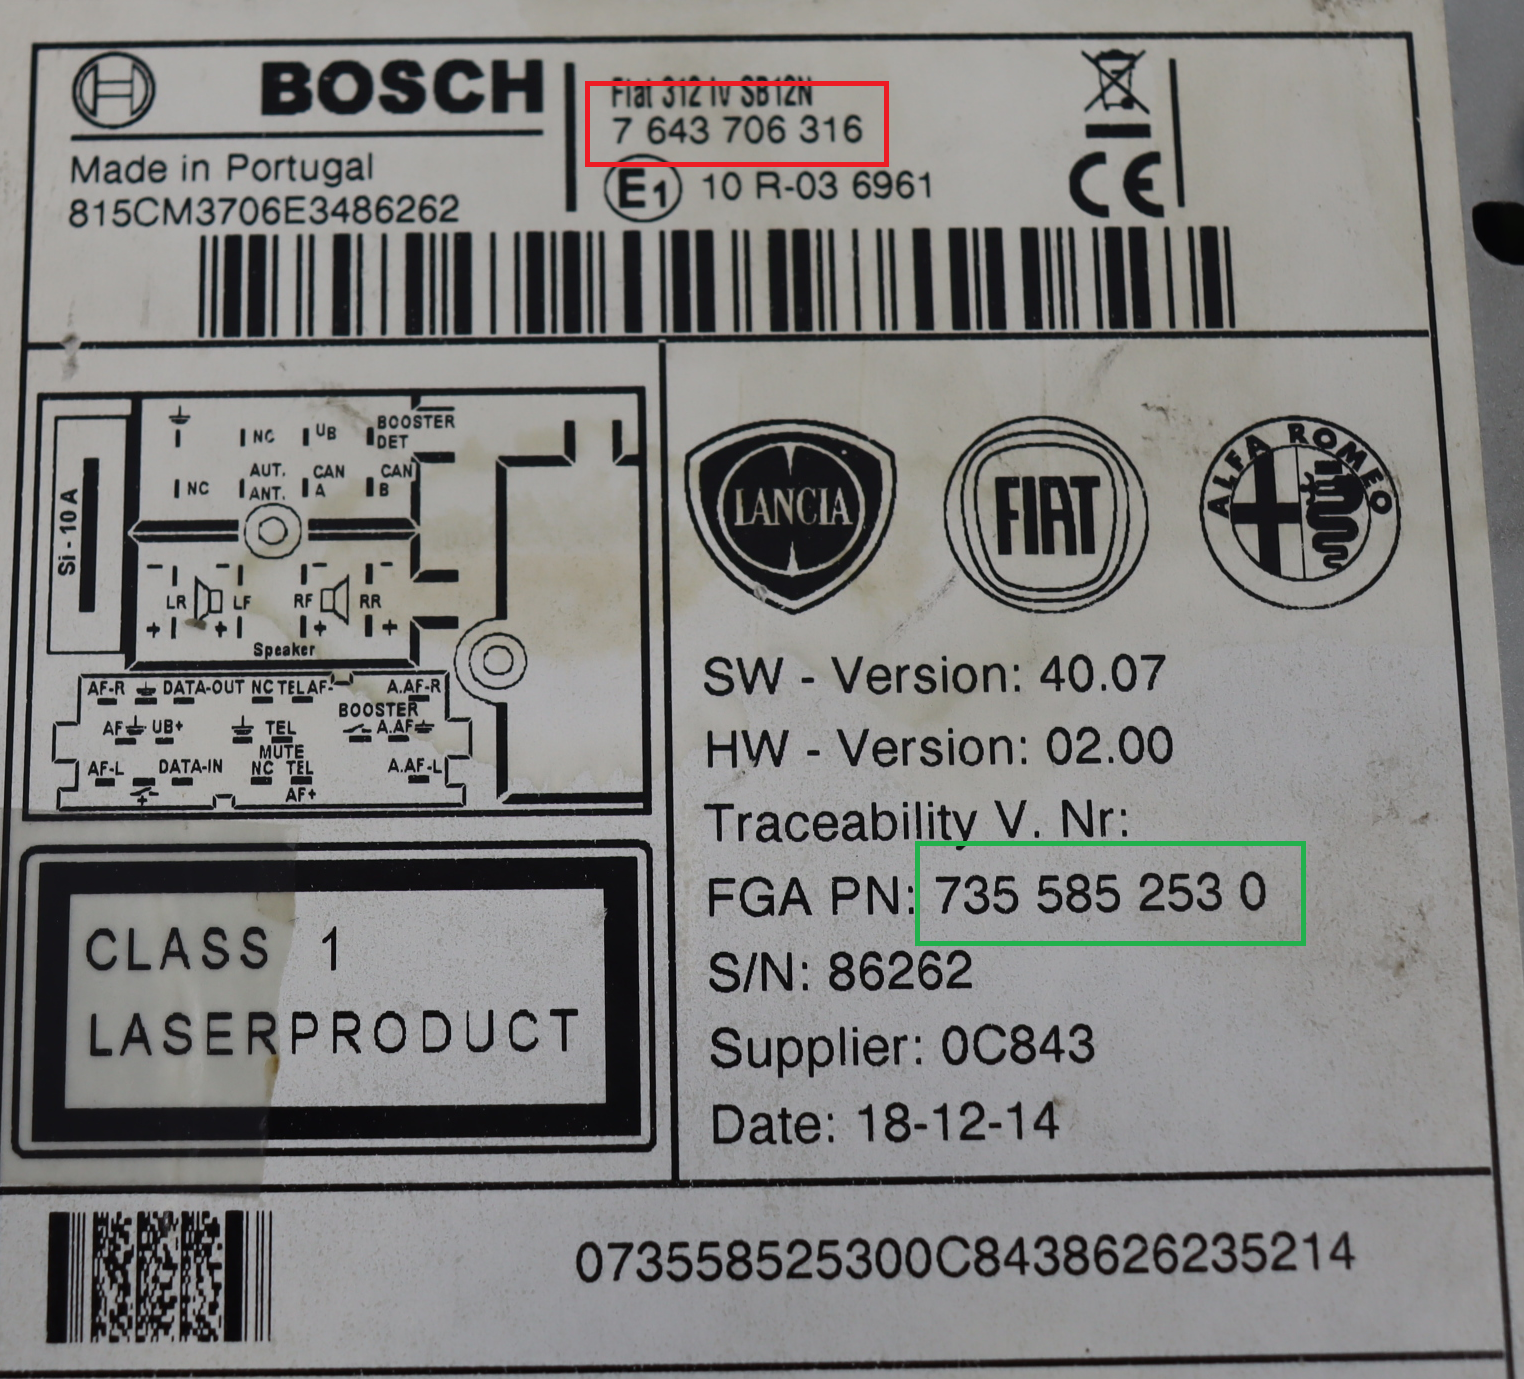 BOSCH
Fiat 312 lv SB12N
7 643 706 316
Made in Portugal
815CM3706E3486262
E1 10 R-03 6961
CE
NC UB BOOSTER DET
NC AUT. ANT. CAN A CAN B
Si - 10 A
- - - -
LR LF RF RR
+ + + +
Speaker
AF-R DATA-OUT NC TEL AF- A.AF-R
BOOSTER
AF UB+ TEL MUTE A.AF
AF-L DATA-IN NC TEL AF+ A.AF-L
LANCIA
FIAT
ALFA ROMEO
SW - Version: 40.07
HW - Version: 02.00
Traceability V. Nr:
FGA PN: 735 585 253 0
S/N: 86262
Supplier: 0C843
Date: 18-12-14
CLASS 1
LASERPRODUCT
073558525300C8438626235214